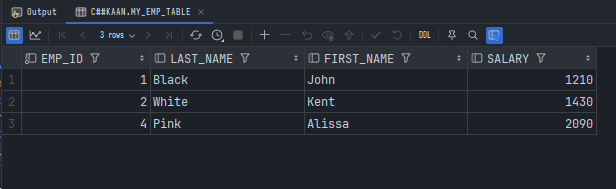 Output C##KAAN.MY_EMP_TABLE
3 rows DDL
EMP_ID LAST_NAME FIRST_NAME SALARY
1 1 Black John 1210
2 2 White Kent 1430
3 4 Pink Alissa 2090